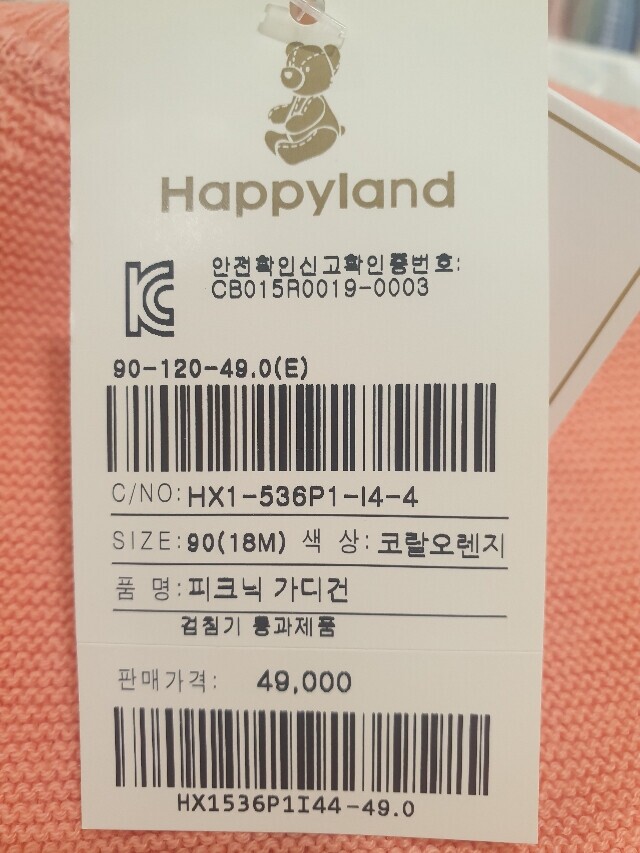 Happyland
안전확인신고확인증번호:
CB015R0019-0003
90-120-49.0(E)
C/NO: HX1-536P1-I4-4
SIZE: 90(18M) 색 상: 코랄오렌지
품 명: 피크닉 가디건
검침기 통과제품
판매가격: 49,000
HX1536P1I44-49.0